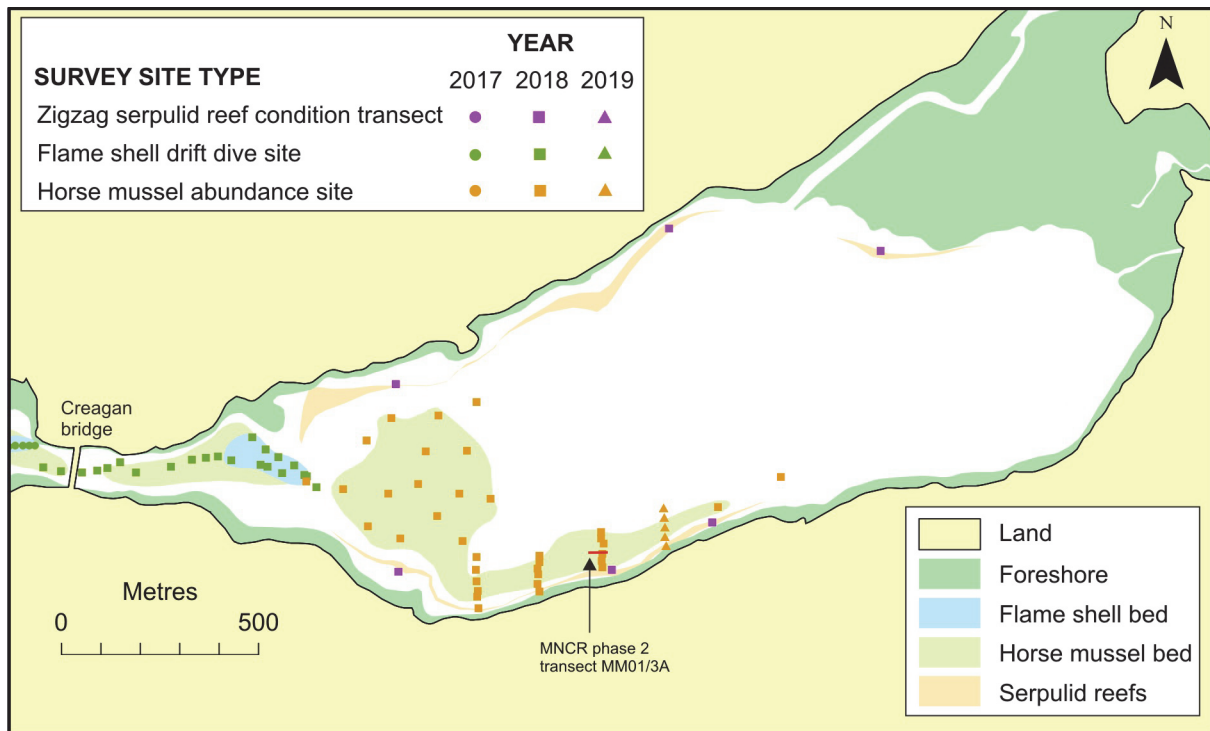 YEAR
SURVEY SITE TYPE 2017 2018 2019
Zigzag serpulid reef condition transect
Flame shell drift dive site
Horse mussel abundance site
N
Creagan
bridge
Metres
0 500
MNCR phase 2
transect MM01/3A
Land
Foreshore
Flame shell bed
Horse mussel bed
Serpulid reefs